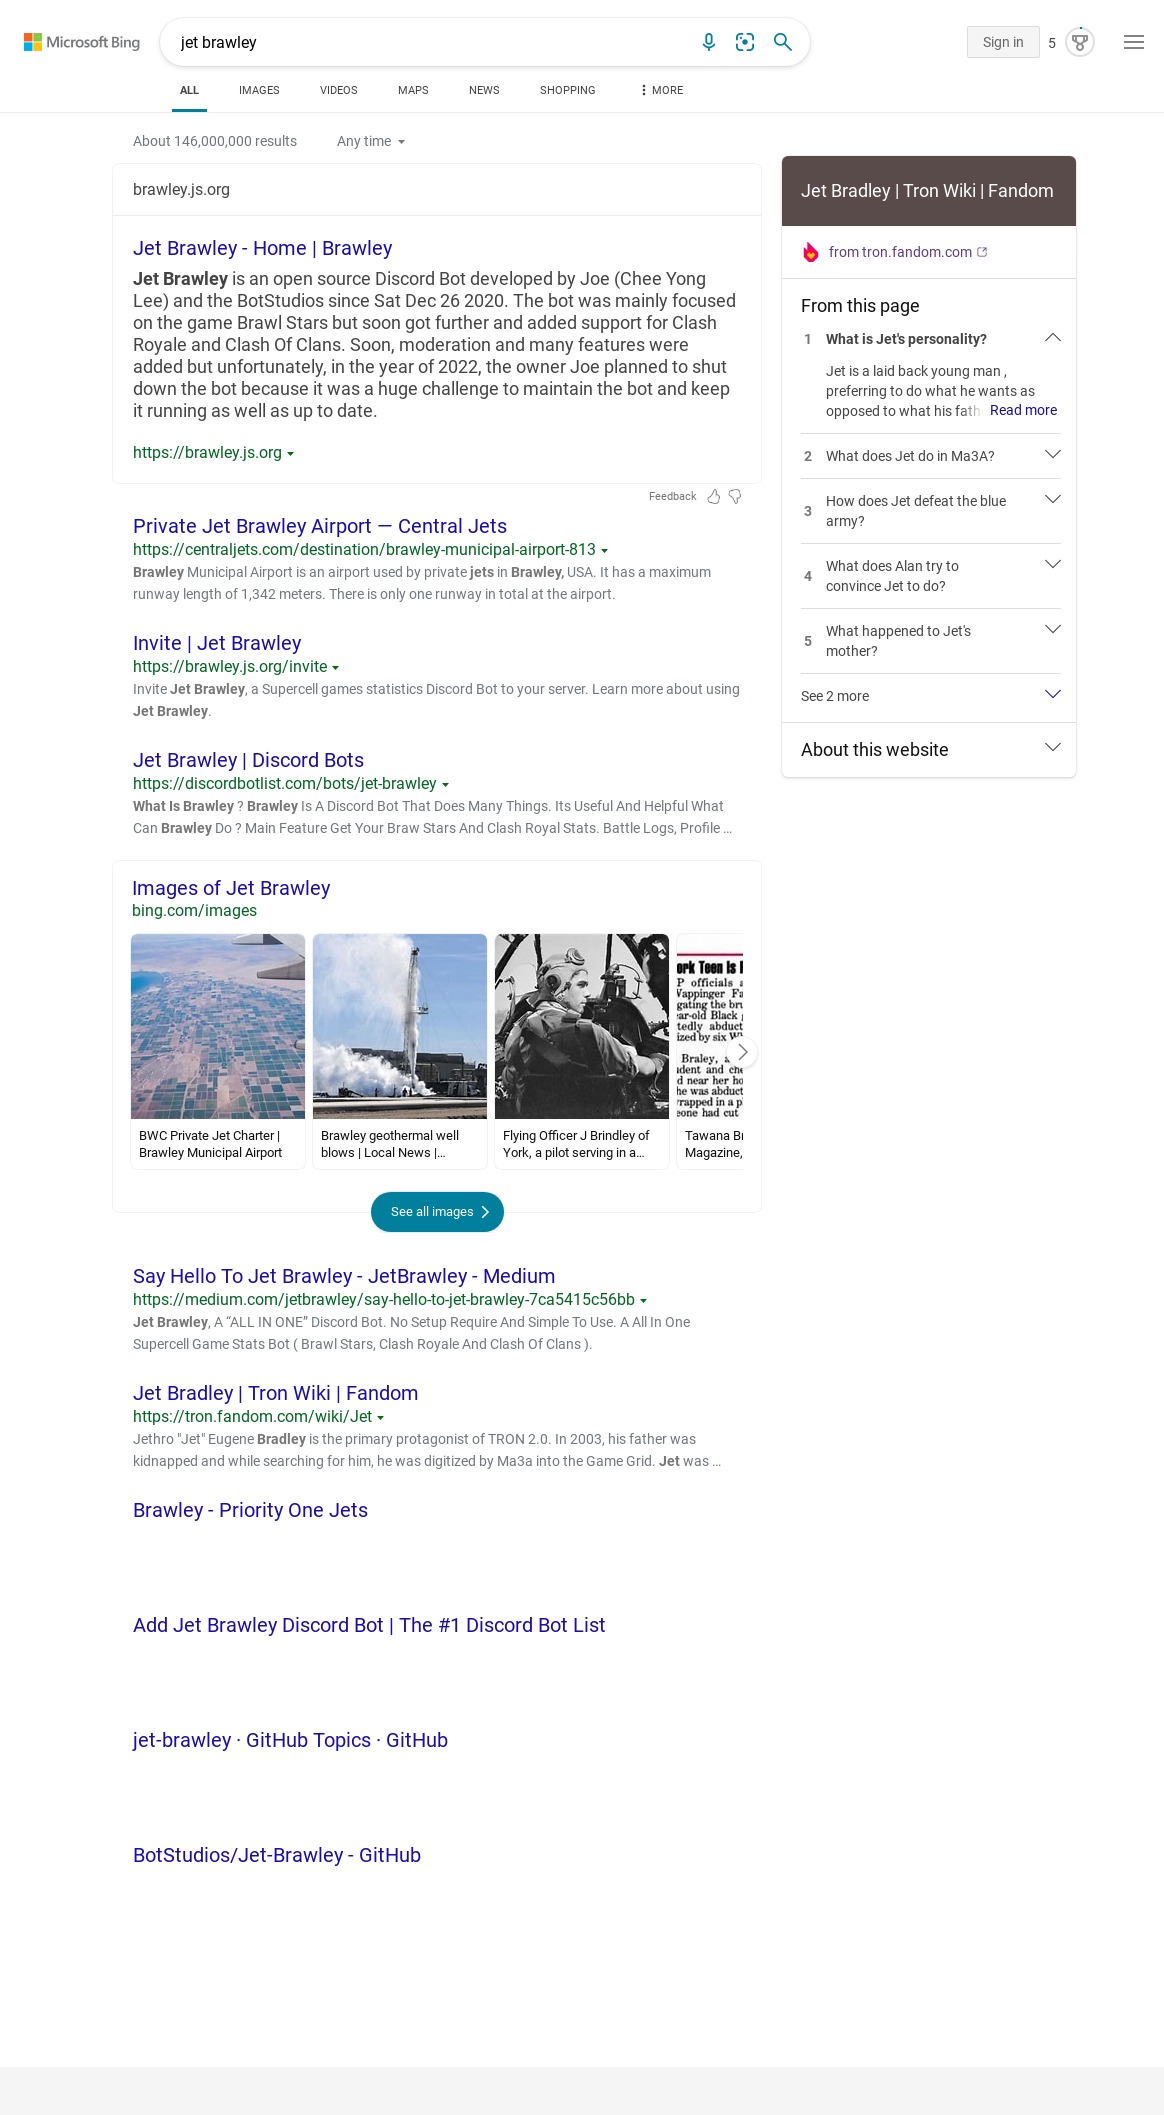 Microsoft Bing
jet brawley
Sign in
5
ALL
IMAGES
VIDEOS
MAPS
NEWS
SHOPPING
MORE
About 146,000,000 results
Any time
brawley.js.org
Jet Brawley - Home | Brawley
Jet Brawley is an open source Discord Bot developed by Joe (Chee Yong
Lee) and the BotStudios since Sat Dec 26 2020. The bot was mainly focused
on the game Brawl Stars but soon got further and added support for Clash
Royale and Clash Of Clans. Soon, moderation and many features were
added but unfortunately, in the year of 2022, the owner Joe planned to shut
down the bot because it was a huge challenge to maintain the bot and keep
it running as well as up to date.
https://brawley.js.org
Feedback
Private Jet Brawley Airport — Central Jets
https://centraljets.com/destination/brawley-municipal-airport-813
Brawley Municipal Airport is an airport used by private jets in Brawley, USA. It has a maximum
runway length of 1,342 meters. There is only one runway in total at the airport.
Invite | Jet Brawley
https://brawley.js.org/invite
Invite Jet Brawley, a Supercell games statistics Discord Bot to your server. Learn more about using
Jet Brawley.
Jet Brawley | Discord Bots
https://discordbotlist.com/bots/jet-brawley
What Is Brawley ? Brawley Is A Discord Bot That Does Many Things. Its Useful And Helpful What
Can Brawley Do ? Main Feature Get Your Braw Stars And Clash Royal Stats. Battle Logs, Profile ...
Images of Jet Brawley
bing.com/images
ork Teen Is
P officials a
Wappinger Fa
gating the bru
ear-old Black
tedly abduct
ized by six W
Braley, a
udent and che
d near her ho
he was abduct
wrapped in a p
eone had cut
BWC Private Jet Charter |
Brawley Municipal Airport
Brawley geothermal well
blows | Local News |...
Flying Officer J Brindley of
York, a pilot serving in a...
Tawana Br
Magazine,
See all images
Say Hello To Jet Brawley - JetBrawley - Medium
https://medium.com/jetbrawley/say-hello-to-jet-brawley-7ca5415c56bb
Jet Brawley, A “ALL IN ONE” Discord Bot. No Setup Require And Simple To Use. A All In One
Supercell Game Stats Bot ( Brawl Stars, Clash Royale And Clash Of Clans ).
Jet Bradley | Tron Wiki | Fandom
https://tron.fandom.com/wiki/Jet
Jethro "Jet" Eugene Bradley is the primary protagonist of TRON 2.0. In 2003, his father was
kidnapped and while searching for him, he was digitized by Ma3a into the Game Grid. Jet was ...
Brawley - Priority One Jets
Add Jet Brawley Discord Bot | The #1 Discord Bot List
jet-brawley · GitHub Topics · GitHub
BotStudios/Jet-Brawley - GitHub
Jet Bradley | Tron Wiki | Fandom
from tron.fandom.com
From this page
1 What is Jet's personality?
Jet is a laid back young man ,
preferring to do what he wants as
opposed to what his fath Read more
2 What does Jet do in Ma3A?
3 How does Jet defeat the blue
army?
4 What does Alan try to
convince Jet to do?
5 What happened to Jet's
mother?
See 2 more
About this website